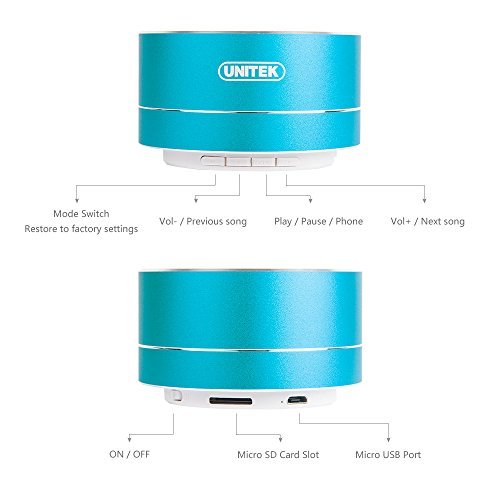 UNITEK
Mode Switch
Restore to factory settings
Vol- / Previous song
Play / Pause / Phone
Vol+ / Next song
ON / OFF
Micro SD Card Slot
Micro USB Port